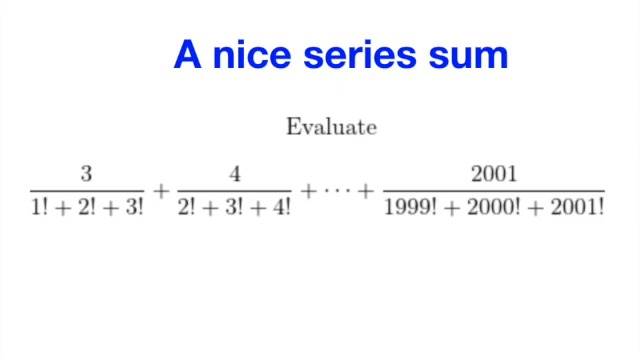 A nice series sum
Evaluate
3/(1! + 2! + 3!) + 4/(2! + 3! + 4!) + ··· + 2001/(1999! + 2000! + 2001!)